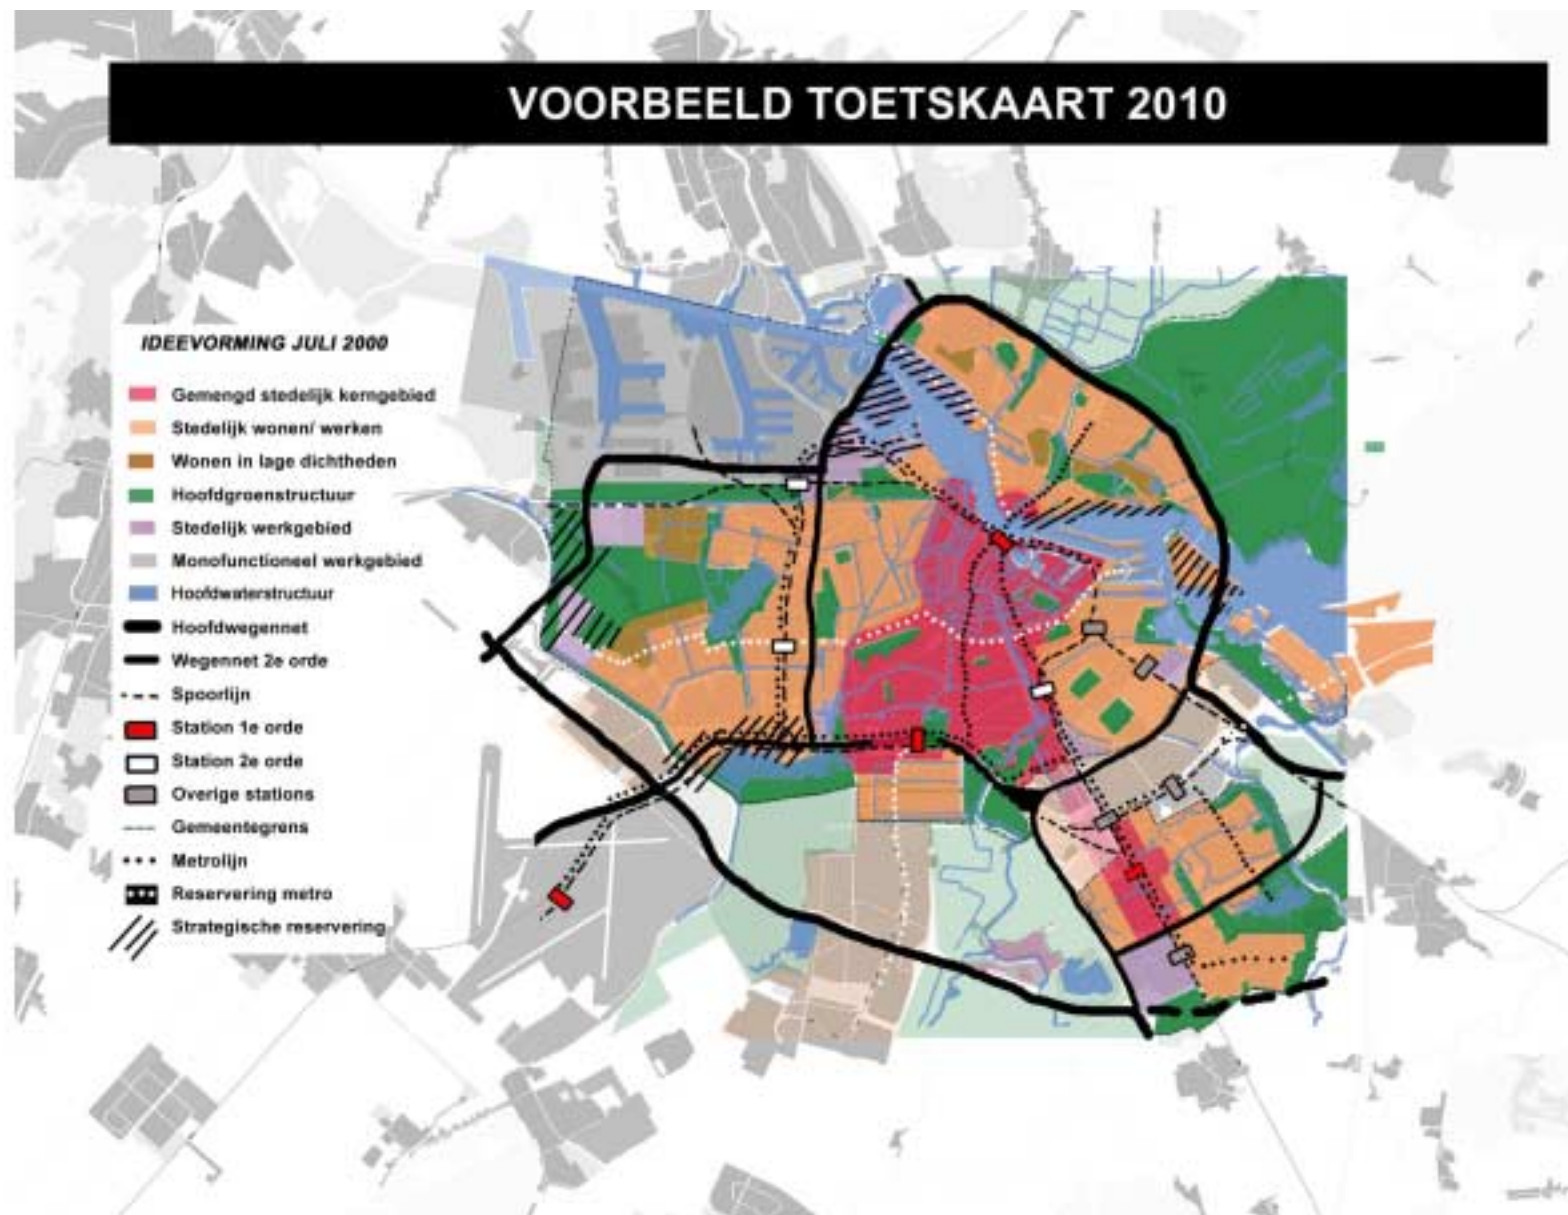 VOORBEELD TOETSKAART 2010
IDEEVORMING JULI 2000
Gemengd stedelijk kerngebied
Stedelijk wonen/ werken
Wonen in lage dichtheden
Hoofdgroenstructuur
Stedelijk werkgebied
Monofunctioneel werkgebied
Hoofdwaterstructuur
Hoofdwegennet
Wegennet 2e orde
Spoorlijn
Station 1e orde
Station 2e orde
Overige stations
Gemeentegrens
Metrolijn
Reservering metro
Strategische reservering